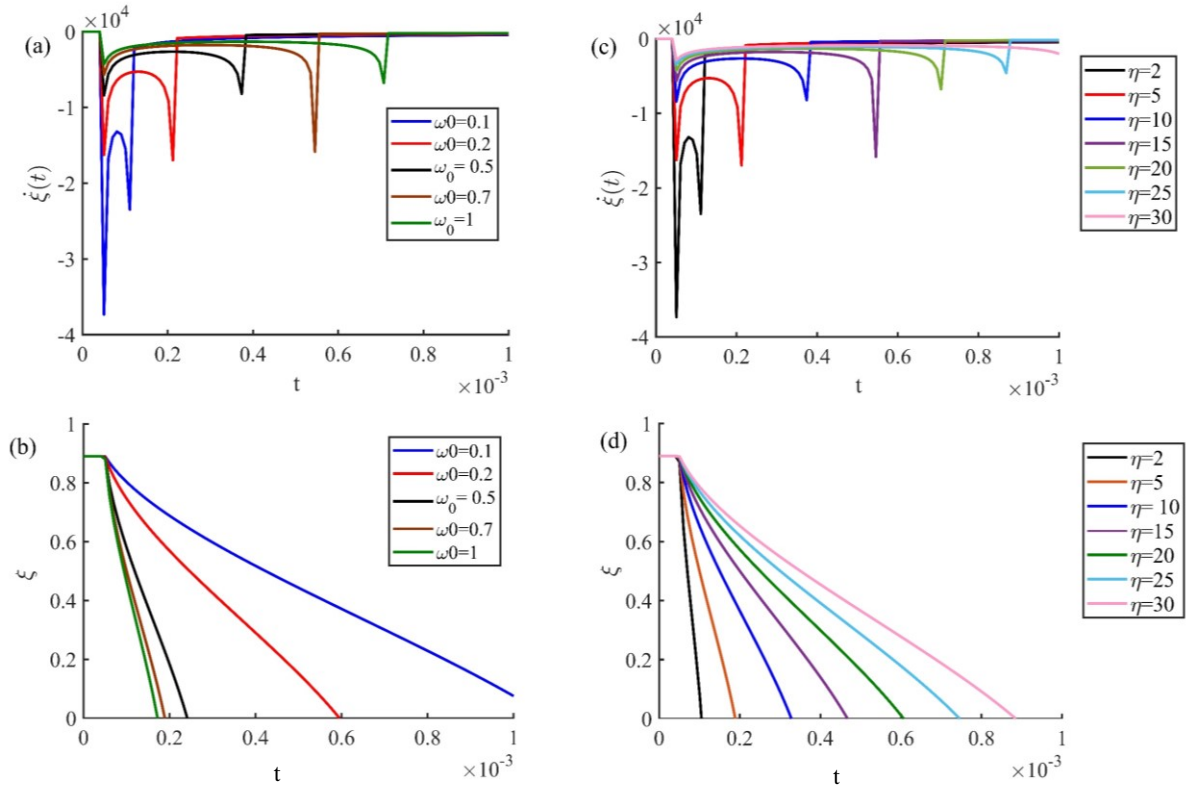 (a)
×10⁴
0
-1
-2
-3
-4
ξ̇(t)
ω0=0.1
ω0=0.2
ω₀= 0.5
ω0=0.7
ω₀=1
0 0.2 0.4 0.6 0.8 1
t
×10⁻³
(c)
×10⁴
0
-1
-2
-3
-4
ξ̇(t)
η=2
η=5
η=10
η=15
η=20
η=25
η=30
0 0.2 0.4 0.6 0.8 1
t
×10⁻³
(b)
1
0.8
0.6
0.4
0.2
0
ξ
ω0=0.1
ω0=0.2
ω₀= 0.5
ω0=0.7
ω0=1
0 0.2 0.4 0.6 0.8 1
t
×10⁻³
(d)
1
0.8
0.6
0.4
0.2
0
ξ
η=2
η=5
η= 10
η=15
η=20
η=25
η=30
0 0.2 0.4 0.6 0.8 1
t
×10⁻³